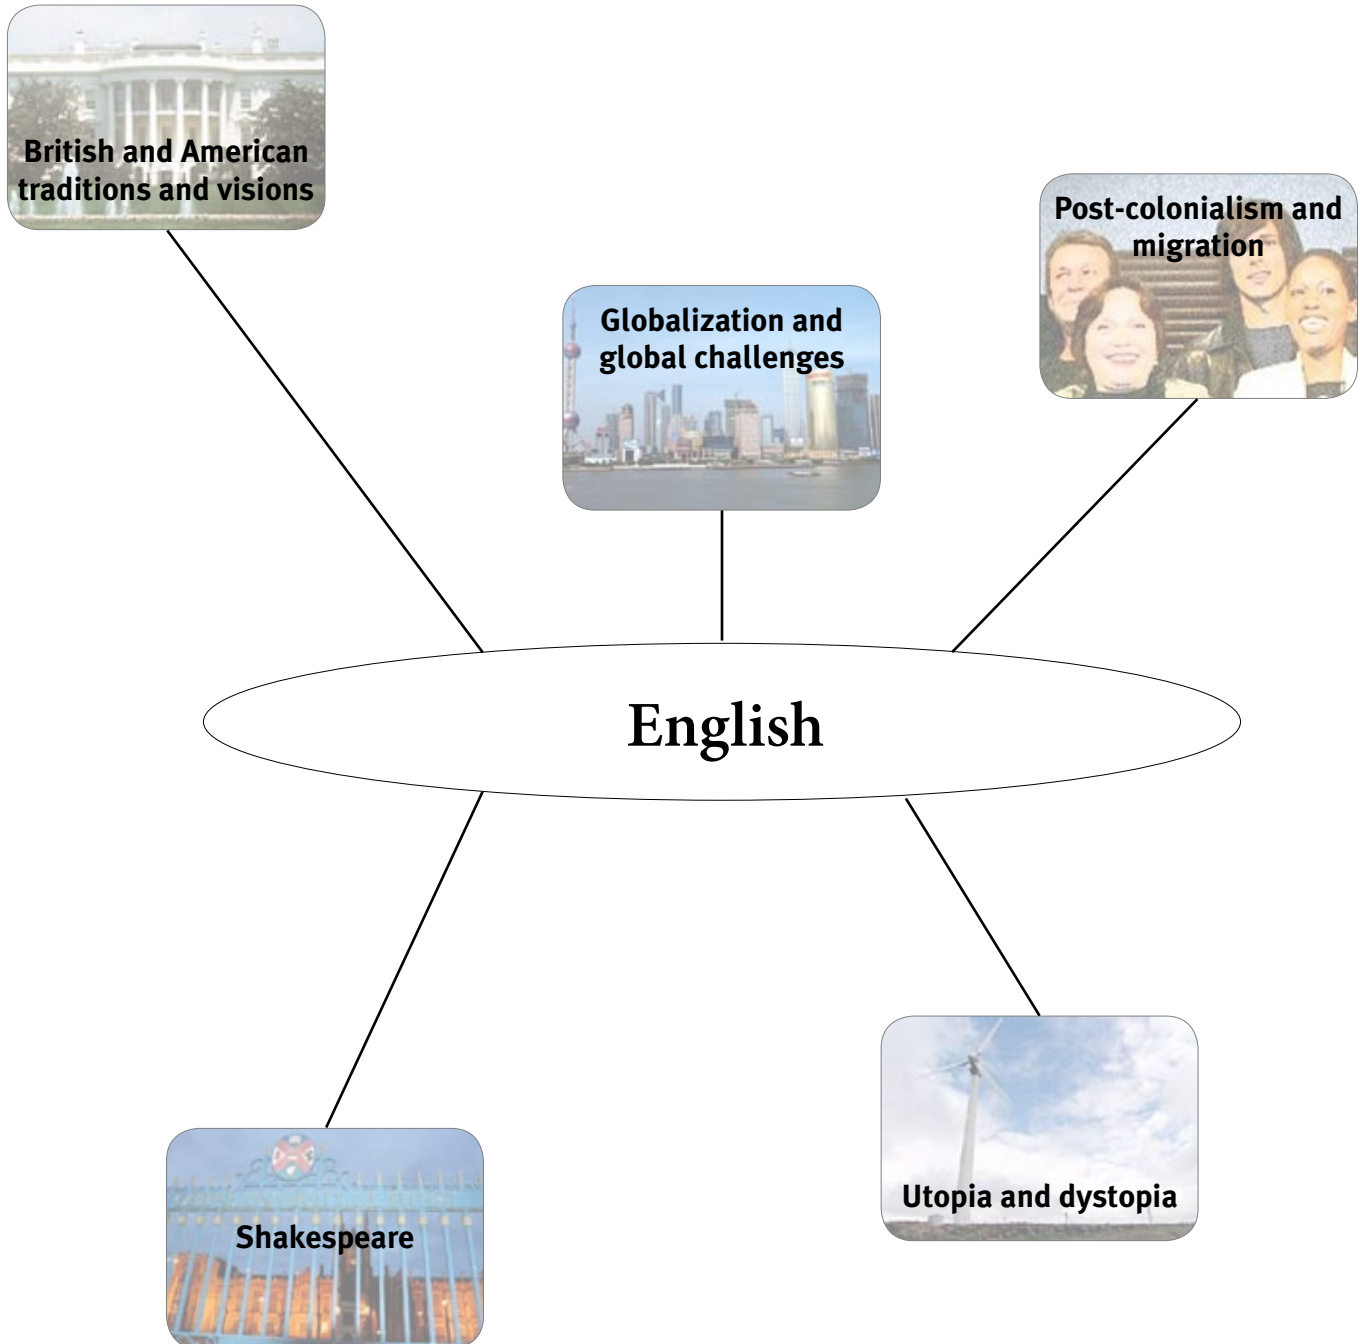 British and American
traditions and visions
Post-colonialism and
migration
Globalization and
global challenges
English
Utopia and dystopia
Shakespeare